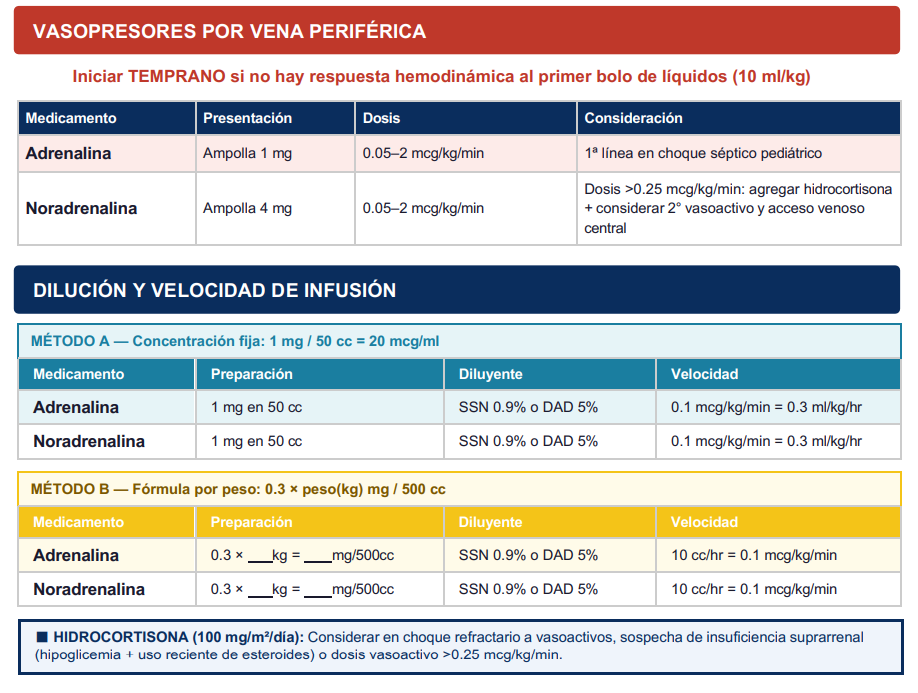 VASOPRESORES POR VENA PERIFÉRICA
Iniciar TEMPRANO si no hay respuesta hemodinámica al primer bolo de líquidos (10 ml/kg)
Medicamento Presentación Dosis Consideración
Adrenalina Ampolla 1 mg 0.05–2 mcg/kg/min 1ª línea en choque séptico pediátrico
Noradrenalina Ampolla 4 mg 0.05–2 mcg/kg/min Dosis >0.25 mcg/kg/min: agregar hidrocortisona
+ considerar 2° vasoactivo y acceso venoso
central
DILUCIÓN Y VELOCIDAD DE INFUSIÓN
MÉTODO A — Concentración fija: 1 mg / 50 cc = 20 mcg/ml
Medicamento Preparación Diluyente Velocidad
Adrenalina 1 mg en 50 cc SSN 0.9% o DAD 5% 0.1 mcg/kg/min = 0.3 ml/kg/hr
Noradrenalina 1 mg en 50 cc SSN 0.9% o DAD 5% 0.1 mcg/kg/min = 0.3 ml/kg/hr
MÉTODO B — Fórmula por peso: 0.3 × peso(kg) mg / 500 cc
Medicamento Preparación Diluyente Velocidad
Adrenalina 0.3 × ___kg = ___mg/500cc SSN 0.9% o DAD 5% 10 cc/hr = 0.1 mcg/kg/min
Noradrenalina 0.3 × ___kg = ___mg/500cc SSN 0.9% o DAD 5% 10 cc/hr = 0.1 mcg/kg/min
■ HIDROCORTISONA (100 mg/m²/día): Considerar en choque refractario a vasoactivos, sospecha de insuficiencia suprarrenal
(hipoglicemia + uso reciente de esteroides) o dosis vasoactivo >0.25 mcg/kg/min.